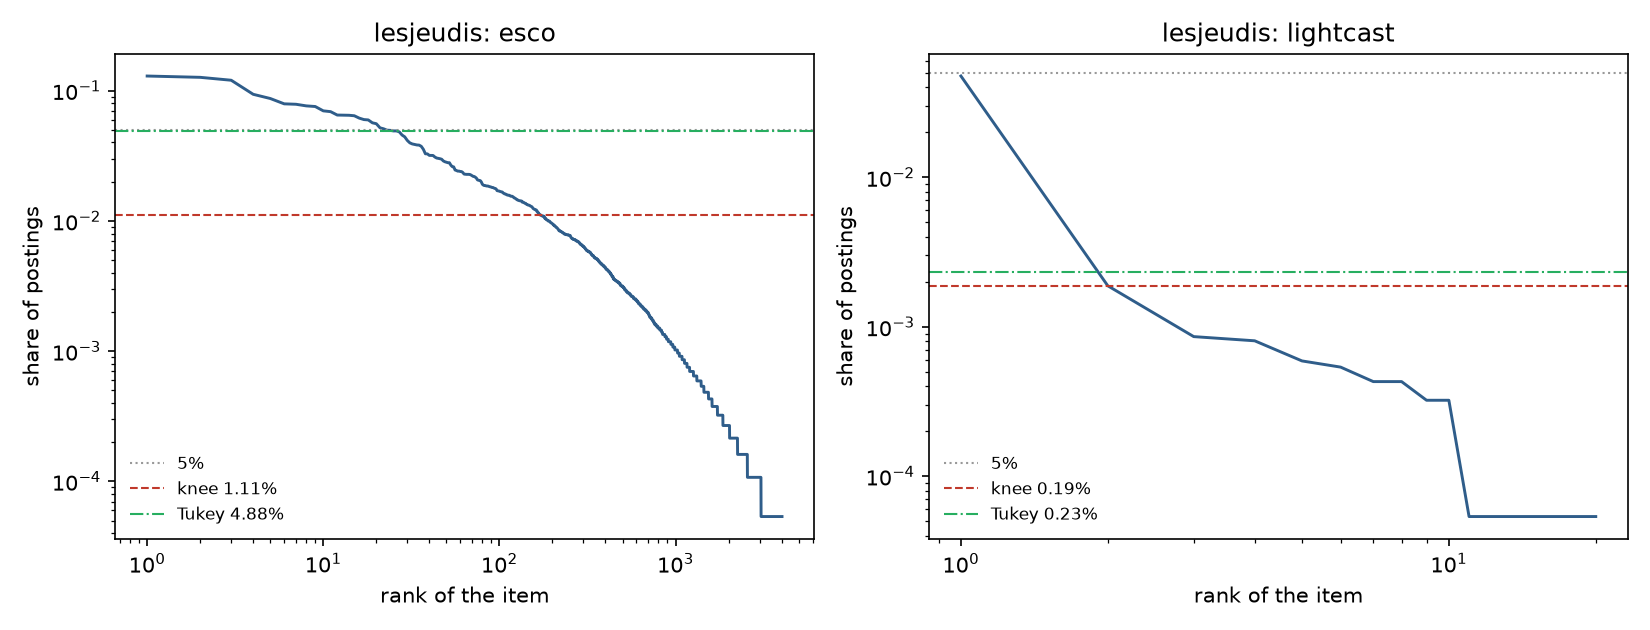 lesjeudis: esco
share of postings
10⁻¹
10⁻²
10⁻³
10⁻⁴
5%
knee 1.11%
Tukey 4.88%
10⁰
10¹
10²
10³
rank of the item
lesjeudis: lightcast
share of postings
10⁻²
10⁻³
10⁻⁴
5%
knee 0.19%
Tukey 0.23%
10⁰
10¹
rank of the item